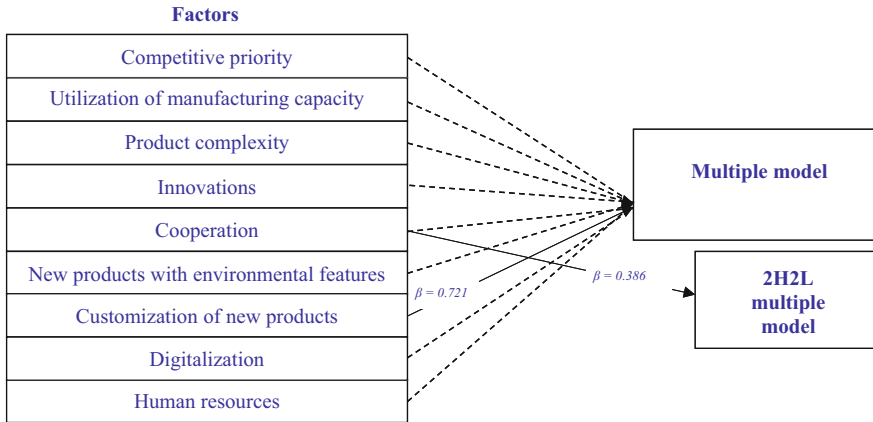 Factors
Competitive priority
Utilization of manufacturing capacity
Product complexity
Innovations
Cooperation
New products with environmental features
Customization of new products
Digitalization
Human resources
β = 0.721
β = 0.386
Multiple model
2H2L
multiple
model